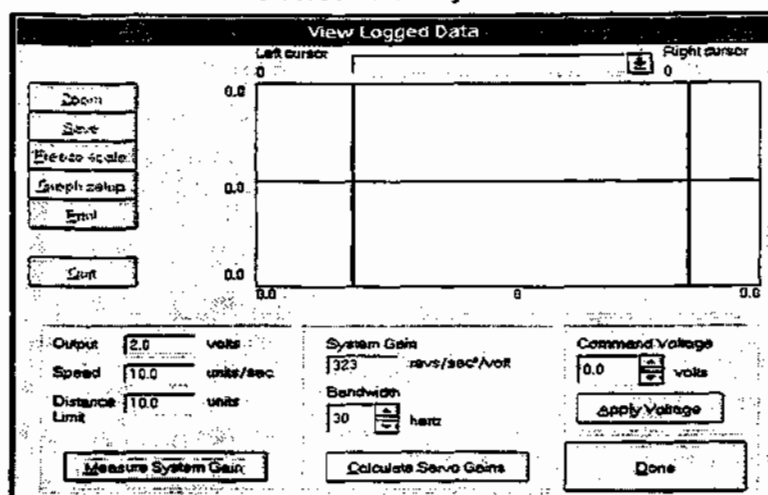 View Logged Data
Left cursor
0
Right cursor
0
Zoom
Save
Freeze scale
Graph setup
Print
Quit
0.0
0.0
0.0
0.0
0
0.0
Output 2.0 volts
Speed 10.0 units/sec
Distance Limit 10.0 units
Measure System Gain
System Gain
323 revs/sec²/volt
Bandwidth
30 hertz
Calculate Servo Gains
Command Voltage
0.0 volts
Apply Voltage
Done